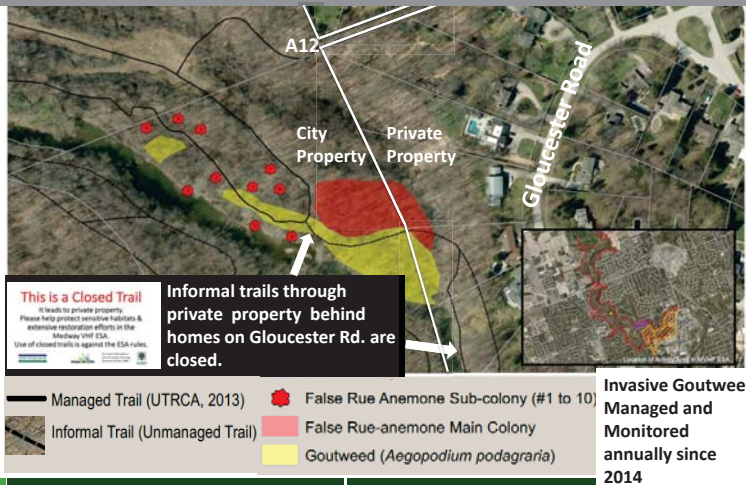 A12
City
Property
Private
Property
Gloucester Road
This is a Closed Trail
It leads to private property.
Please help protect sensitive habitats &
extensive restoration efforts in the
Medway VHF ESA.
Use of closed trails is against the ESA rules.
Informal trails through
private property behind
homes on Gloucester Rd. are
closed.
Managed Trail (UTRCA, 2013)
Informal Trail (Unmanaged Trail)
False Rue Anemone Sub-colony (#1 to 10)
False Rue-anemone Main Colony
Goutweed (Aegopodium podagraria)
Invasive Goutwee
Managed and
Monitored
annually since
2014